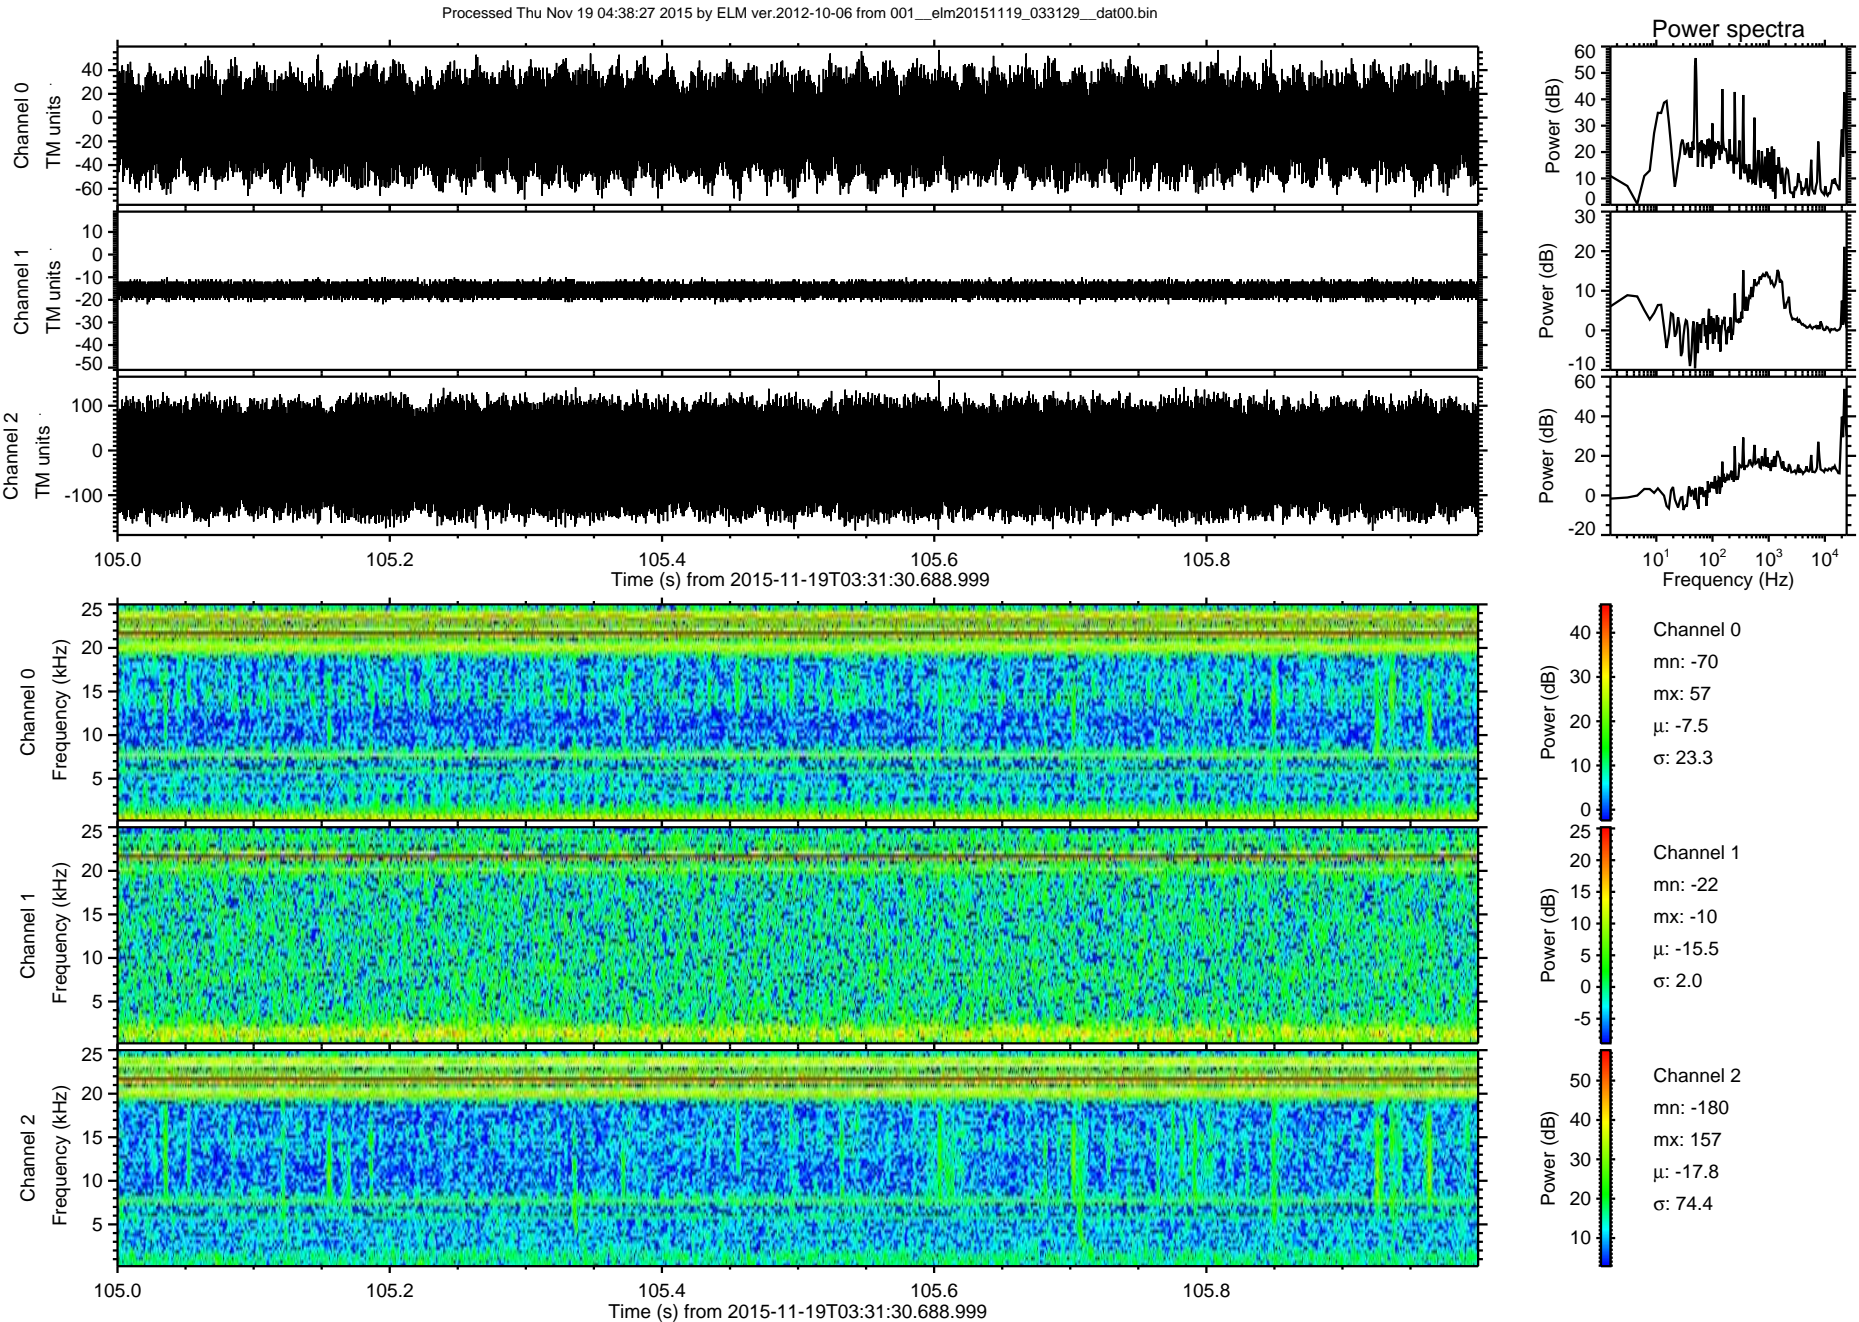 Processed Thu Nov 19 04:38:27 2015 by ELM ver.2012-10-06 from 001__elm20151119_033129__dat00.bin
Power spectra
Channel 0
TM units
40
20
0
-20
-40
-60
Power (dB)
60
50
40
30
20
10
0
Channel 1
TM units
10
0
-10
-20
-30
-40
-50
Power (dB)
30
20
10
0
-10
Channel 2
TM units
100
0
-100
Power (dB)
60
40
20
0
-20
105.0 105.2 105.4 105.6 105.8
Time (s) from 2015-11-19T03:31:30.688.999
10¹ 10² 10³ 10⁴
Frequency (Hz)
Channel 0
Frequency (kHz)
25
20
15
10
5
Power (dB)
40
30
20
10
0
Channel 0
mn: -70
mx: 57
μ: -7.5
σ: 23.3
Channel 1
Frequency (kHz)
25
20
15
10
5
Power (dB)
25
20
15
10
5
0
-5
Channel 1
mn: -22
mx: -10
μ: -15.5
σ: 2.0
Channel 2
Frequency (kHz)
25
20
15
10
5
Power (dB)
50
40
30
20
10
Channel 2
mn: -180
mx: 157
μ: -17.8
σ: 74.4
105.0 105.2 105.4 105.6 105.8
Time (s) from 2015-11-19T03:31:30.688.999